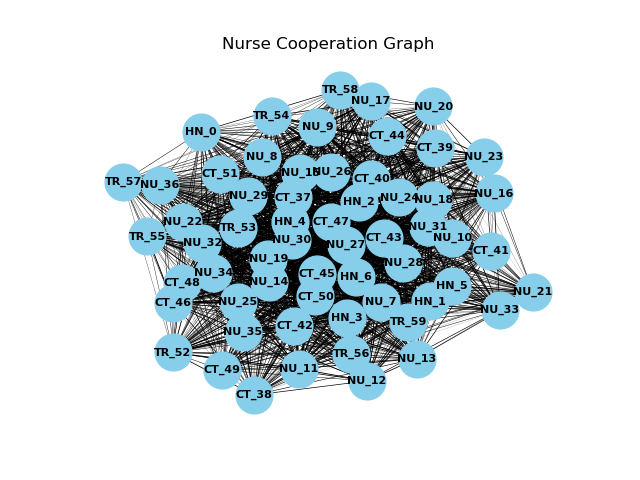 Nurse Cooperation Graph
TR_58
NU_17
NU_20
TR_54
NU_9
HN_0
CT_44
CT_39
NU_8
NU_23
CT_51
NU_15
NU_26
CT_40
TR_57
NU_36
NU_29
CT_37
HN_2
NU_24
NU_18
NU_16
NU_22
HN_4
CT_47
TR_53
NU_31
TR_55
NU_32
NU_30
NU_27
CT_43
NU_10
CT_41
NU_19
NU_28
NU_34
CT_48
NU_14
CT_45
HN_6
HN_5
NU_21
CT_46
NU_25
CT_50
NU_7
HN_1
NU_33
NU_35
CT_42
HN_3
TR_59
TR_52
TR_56
NU_13
CT_49
NU_11
NU_12
CT_38